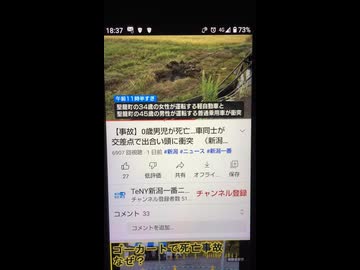 18:37
4G
73%
午前11時半すぎ
聖籠町の34歳の女性が運転する軽自動車と
聖籠町の45歳の男性が運転する普通乗用車が衝突
【事故】0歳男児が死亡…車同士が
交差点で出合い頭に衝突 (新潟…
6907 回視聴・1 日前 #新潟 #ニュース #新潟一番
27
低評価
共有
オフライ…
TeNY新潟一番ニ…
チャンネル登録者数 51…
チャンネル登録
コメント 33
コメントを追加...
ゴーカートで死亡事故
なぜ?